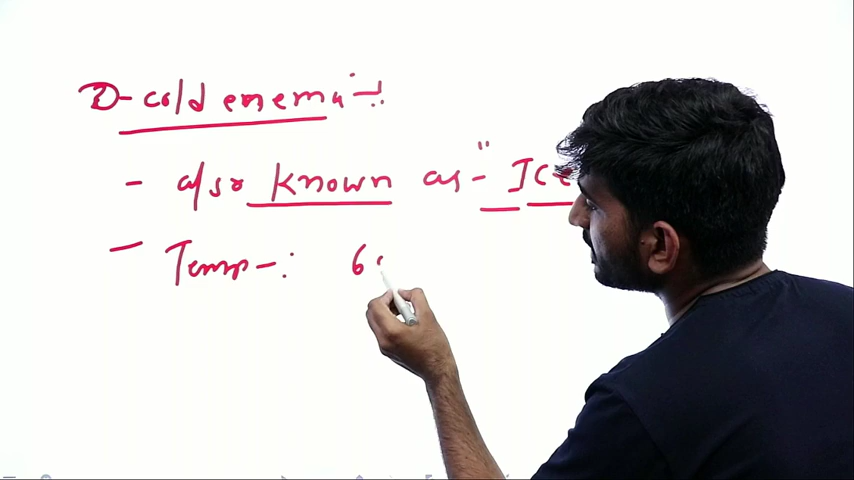 D- cold enema -:
- also known as - " Ice
- Temp -: 6